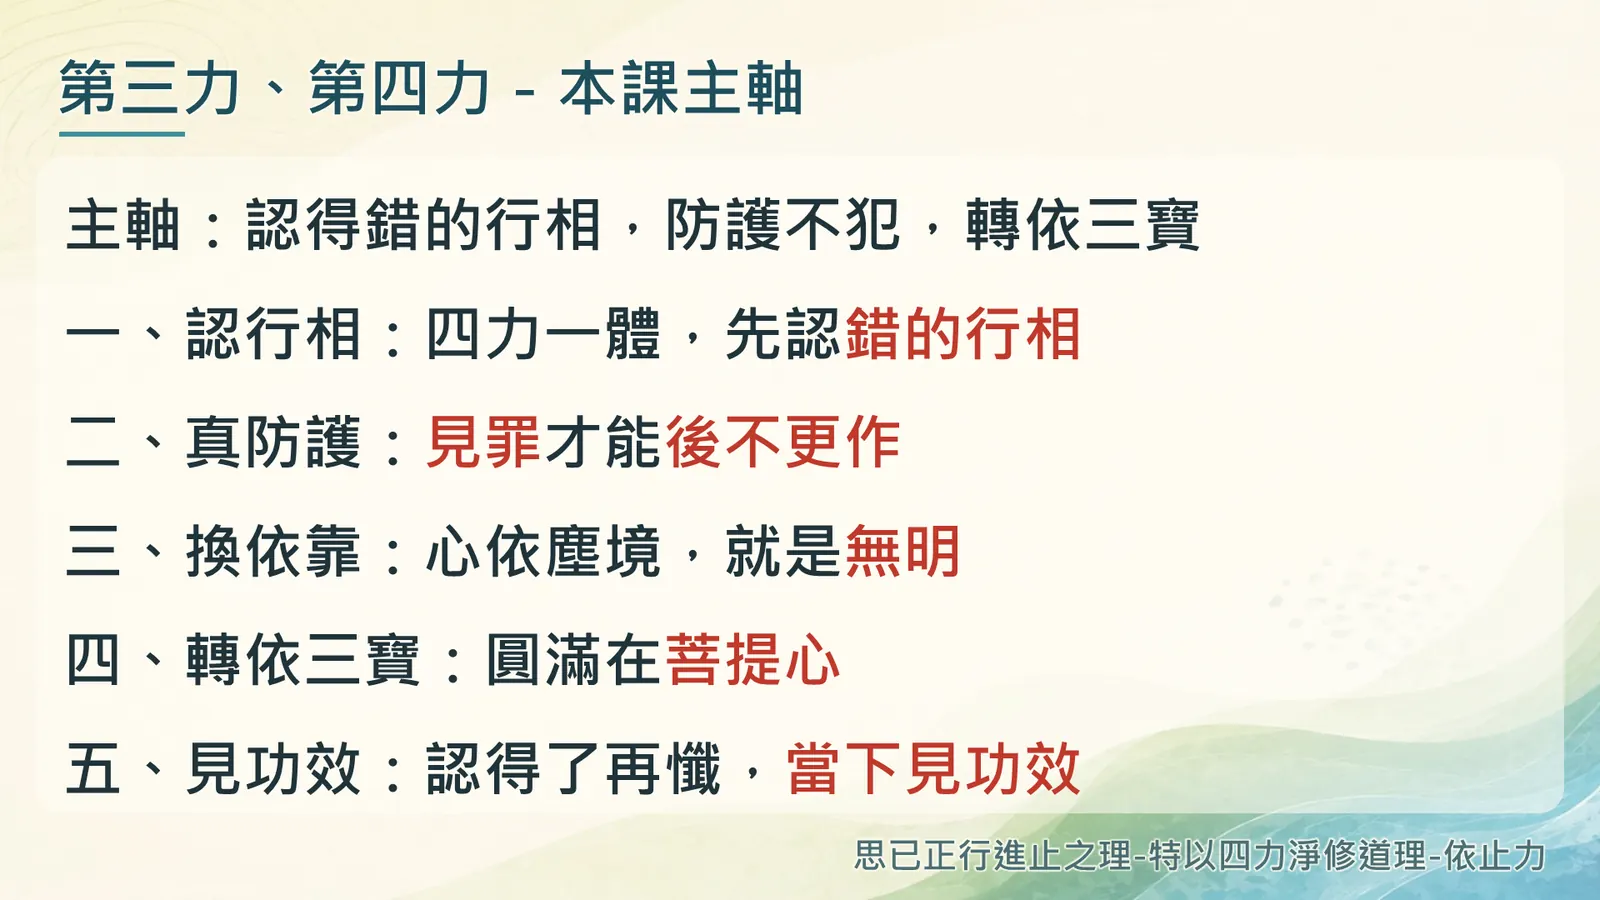 第三力、第四力 - 本課主軸
主軸：認得錯的行相，防護不犯，轉依三寶
一、認行相：四力一體，先認錯的行相
二、真防護：見罪才能後不更作
三、換依靠：心依塵境，就是無明
四、轉依三寶：圓滿在菩提心
五、見功效：認得了再懺，當下見功效
思已正行進止之理-特以四力淨修道理-依止力